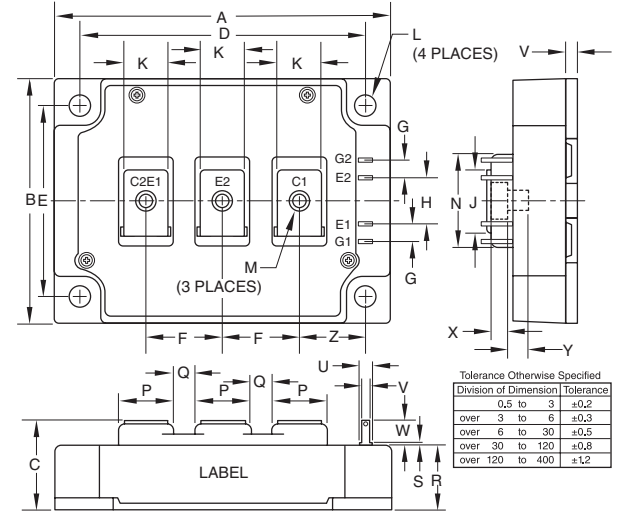 A
D
K
K
K
L
(4 PLACES)
V
G
G2
E2
C2E1
E2
C1
B
E
H
N
J
E1
G1
M
(3 PLACES)
G
F
F
Z
X
Y
U
Q
Q
P
P
P
V
W
C
LABEL
S
R
Tolerance Otherwise Specified
Division of Dimension Tolerance
0.5 to 3 ±0.2
over 3 to 6 ±0.3
over 6 to 30 ±0.5
over 30 to 120 ±0.8
over 120 to 400 ±1.2